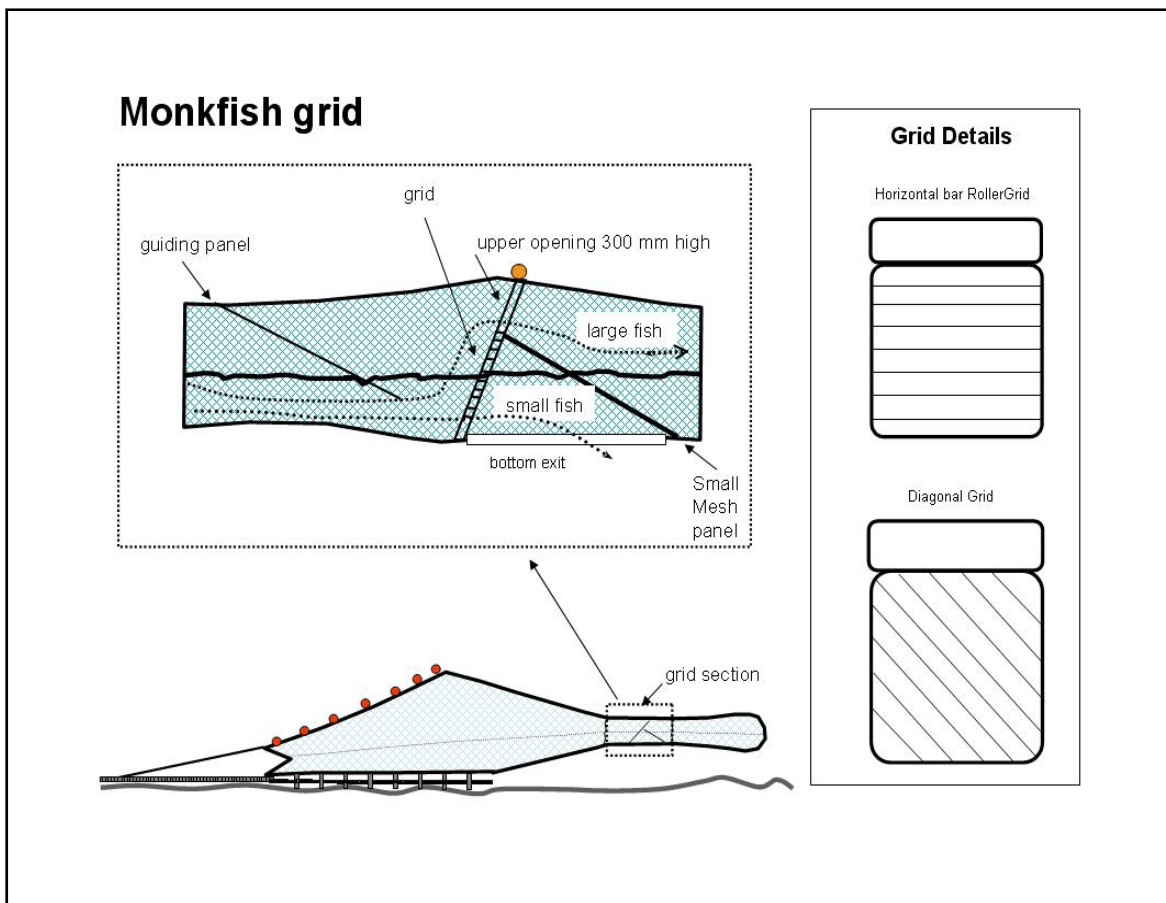 Monkfish grid
grid
guiding panel
upper opening 300 mm high
large fish
small fish
bottom exit
Small
Mesh
panel
grid section
Grid Details
Horizontal bar RollerGrid
Diagonal Grid